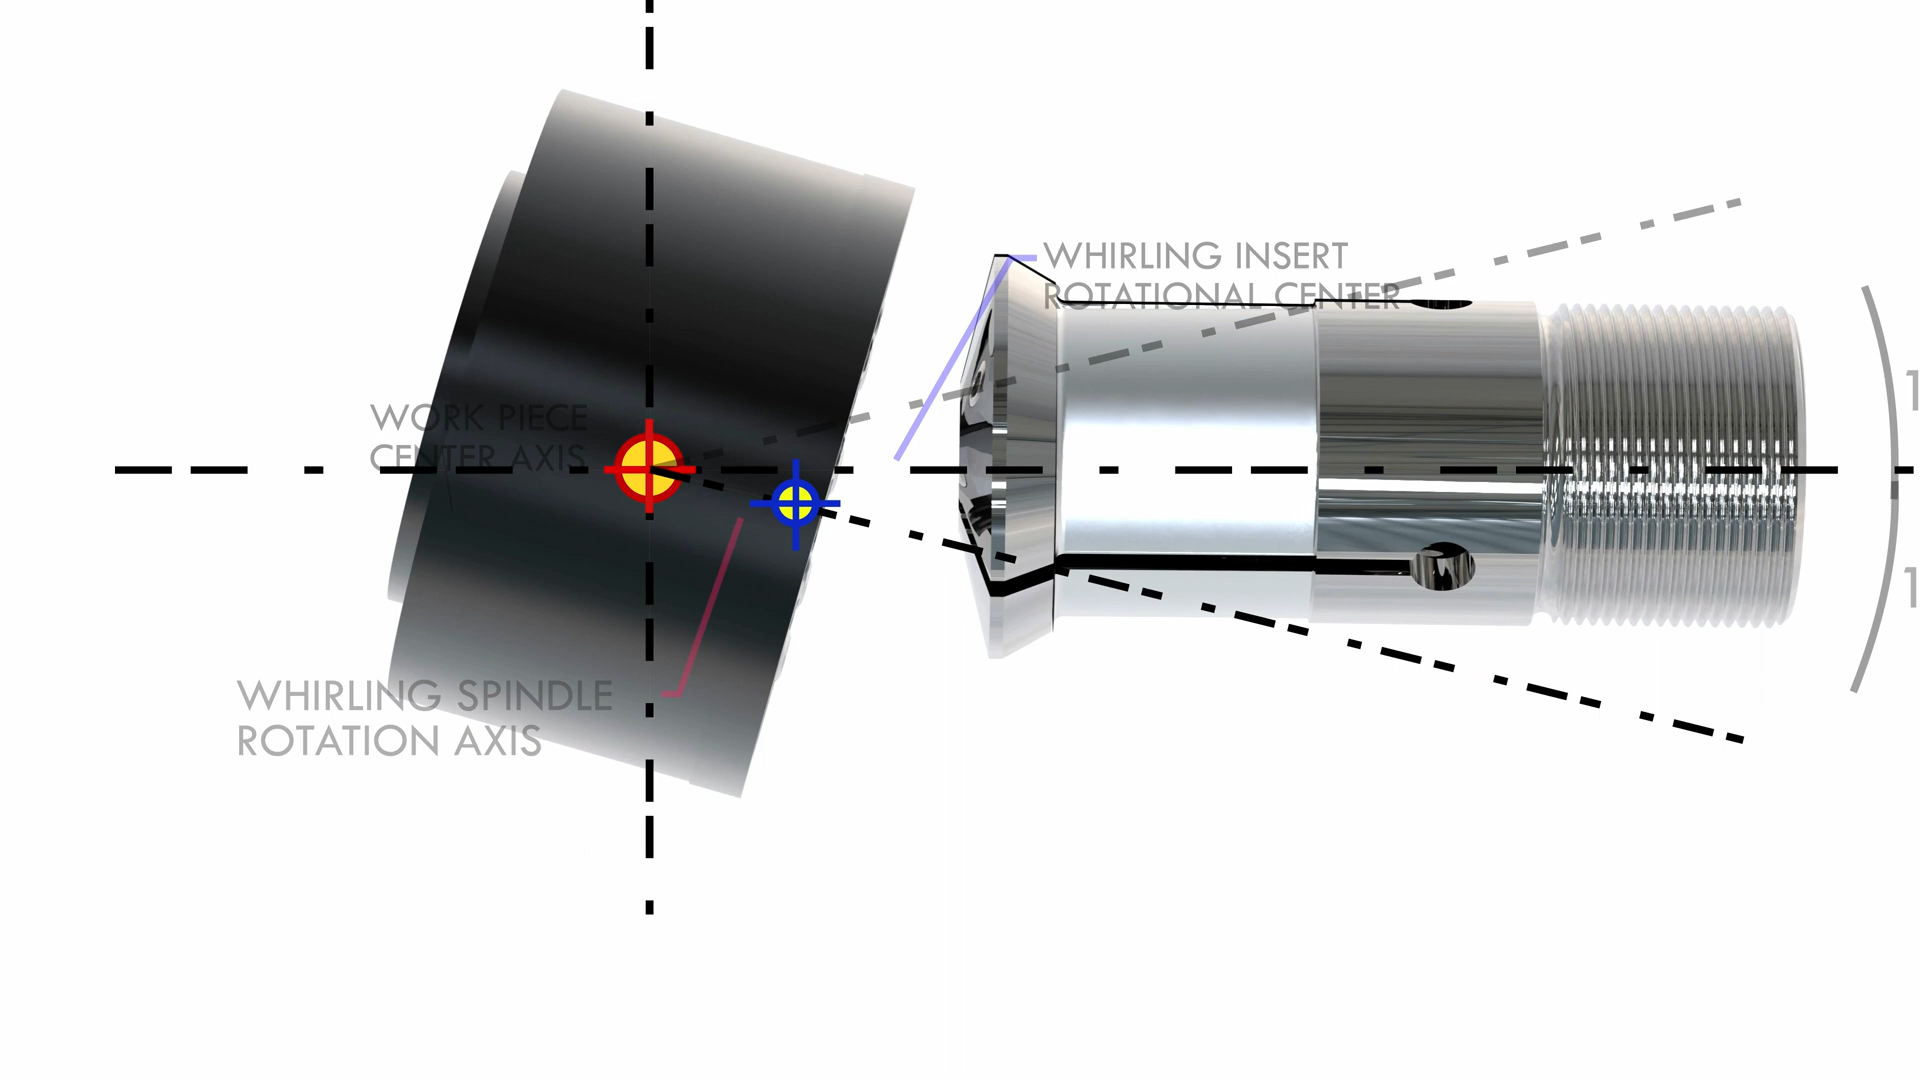 WHIRLING INSERT
ROTATIONAL CENTER
WORK PIECE
CENTER AXIS
WHIRLING SPINDLE
ROTATION AXIS